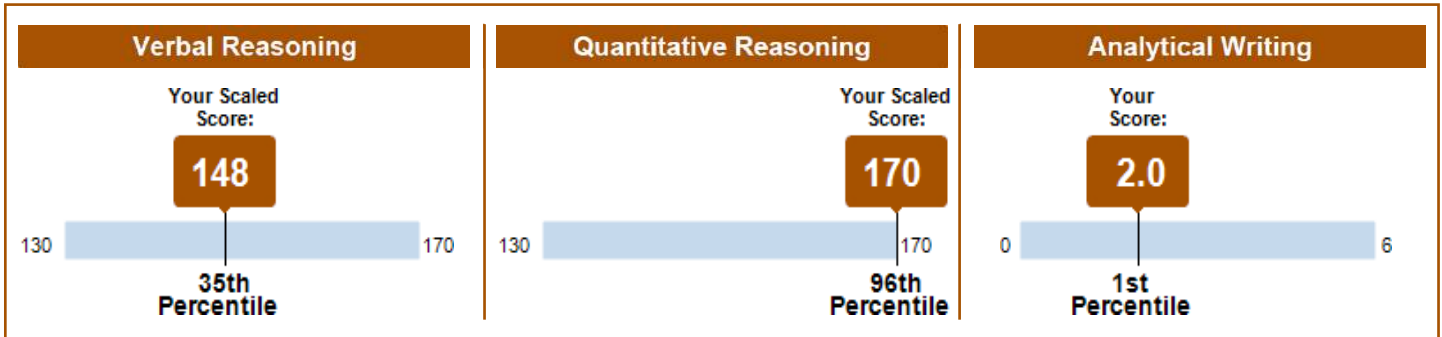 Verbal Reasoning
Your Scaled
Score:
148
130
170
35th
Percentile
Quantitative Reasoning
Your Scaled
Score:
170
130
170
96th
Percentile
Analytical Writing
Your
Score:
2.0
0
6
1st
Percentile